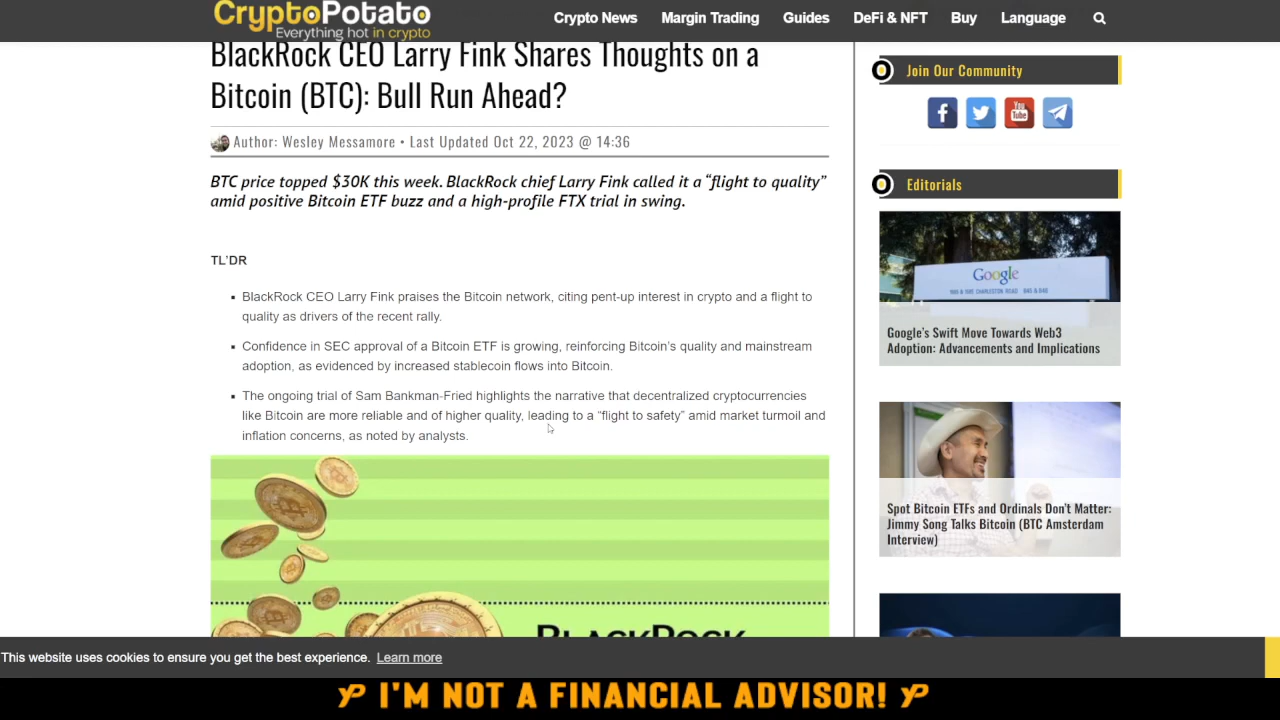 CryptoPotato
Everything hot in crypto
Crypto News
Margin Trading
Guides
DeFi & NFT
Buy
Language
BlackRock CEO Larry Fink Shares Thoughts on a
Bitcoin (BTC): Bull Run Ahead?
Author: Wesley Messamore • Last Updated Oct 22, 2023 @ 14:36
BTC price topped $30K this week. BlackRock chief Larry Fink called it a “flight to quality”
amid positive Bitcoin ETF buzz and a high-profile FTX trial in swing.
TL’DR
▪ BlackRock CEO Larry Fink praises the Bitcoin network, citing pent-up interest in crypto and a flight to
quality as drivers of the recent rally.
▪ Confidence in SEC approval of a Bitcoin ETF is growing, reinforcing Bitcoin’s quality and mainstream
adoption, as evidenced by increased stablecoin flows into Bitcoin.
▪ The ongoing trial of Sam Bankman-Fried highlights the narrative that decentralized cryptocurrencies
like Bitcoin are more reliable and of higher quality, leading to a “flight to safety” amid market turmoil and
inflation concerns, as noted by analysts.
BLACKROCK
Join Our Community
You
Tube
Editorials
Google
Google’s Swift Move Towards Web3
Adoption: Advancements and Implications
Spot Bitcoin ETFs and Ordinals Don’t Matter:
Jimmy Song Talks Bitcoin (BTC Amsterdam
Interview)
This website uses cookies to ensure you get the best experience. Learn more
I'M NOT A FINANCIAL ADVISOR!